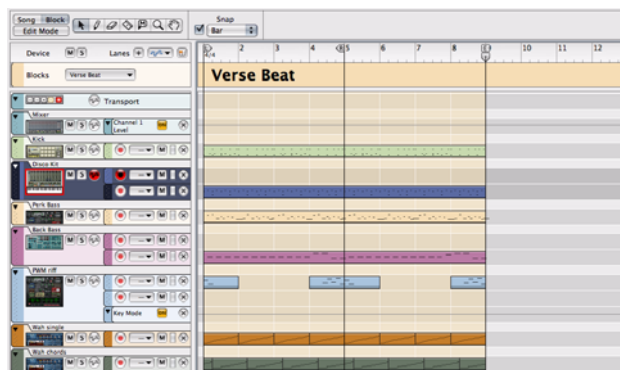 Song Block
Edit Mode
Snap
Bar
Device M S Lanes
2 3 4 5 6 7 8 9 10 11 12
4/4
Blocks Verse Beat
Verse Beat
Transport
Mixer
Channel 1
Level
Kick
M S
Disco Kit
M S
Perk Bass
M S
Back Bass
M S
PWM riff
M S
Key Mode
Wah single
M S
Wah chords
M S